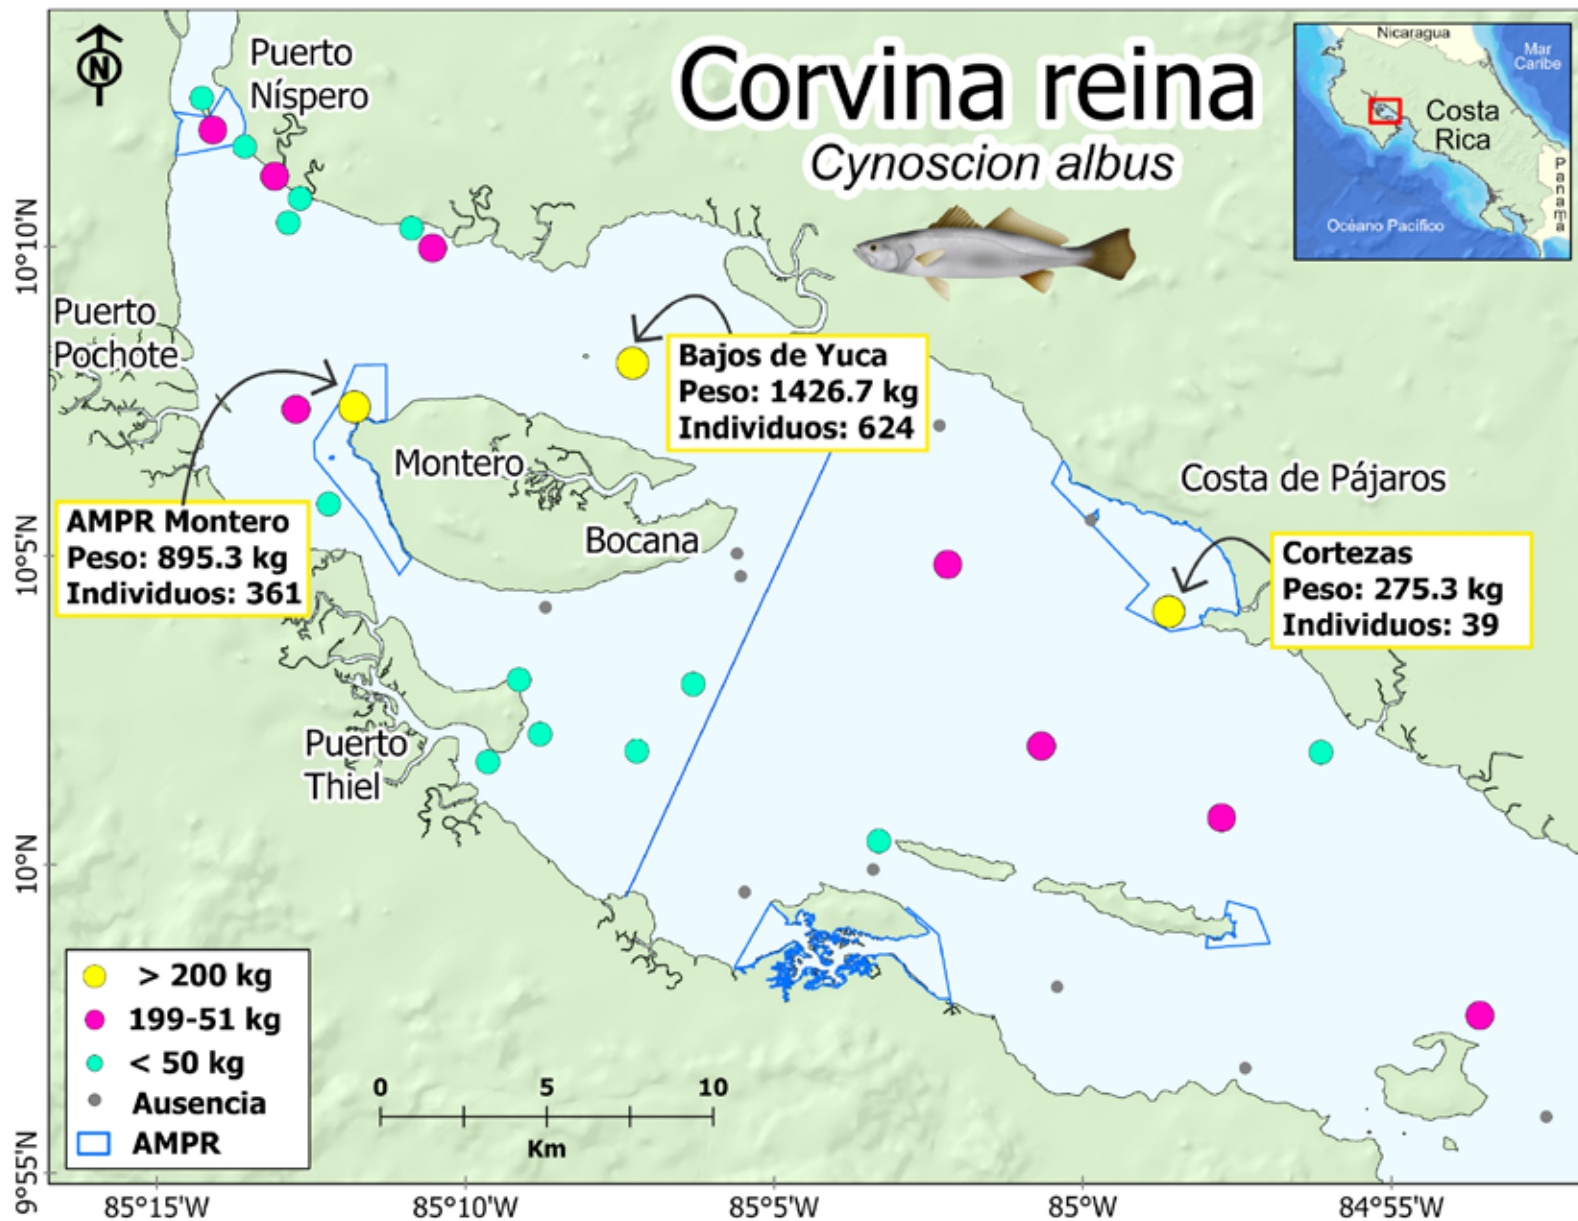 N
Puerto
Níspero
Corvina reina
Cynoscion albus
Nicaragua
Mar
Caribe
Costa
Rica
Panamá
Océano Pacífico
Puerto
Pochote
Bajos de Yuca
Peso: 1426.7 kg
Individuos: 624
Montero
Bocana
Costa de Pájaros
AMPR Montero
Peso: 895.3 kg
Individuos: 361
Cortezas
Peso: 275.3 kg
Individuos: 39
Puerto
Thiel
> 200 kg
199-51 kg
< 50 kg
Ausencia
AMPR
0 5 10
Km
10°10'N
10°5'N
10°N
9°55'N
85°15'W 85°10'W 85°5'W 85°W 84°55'W